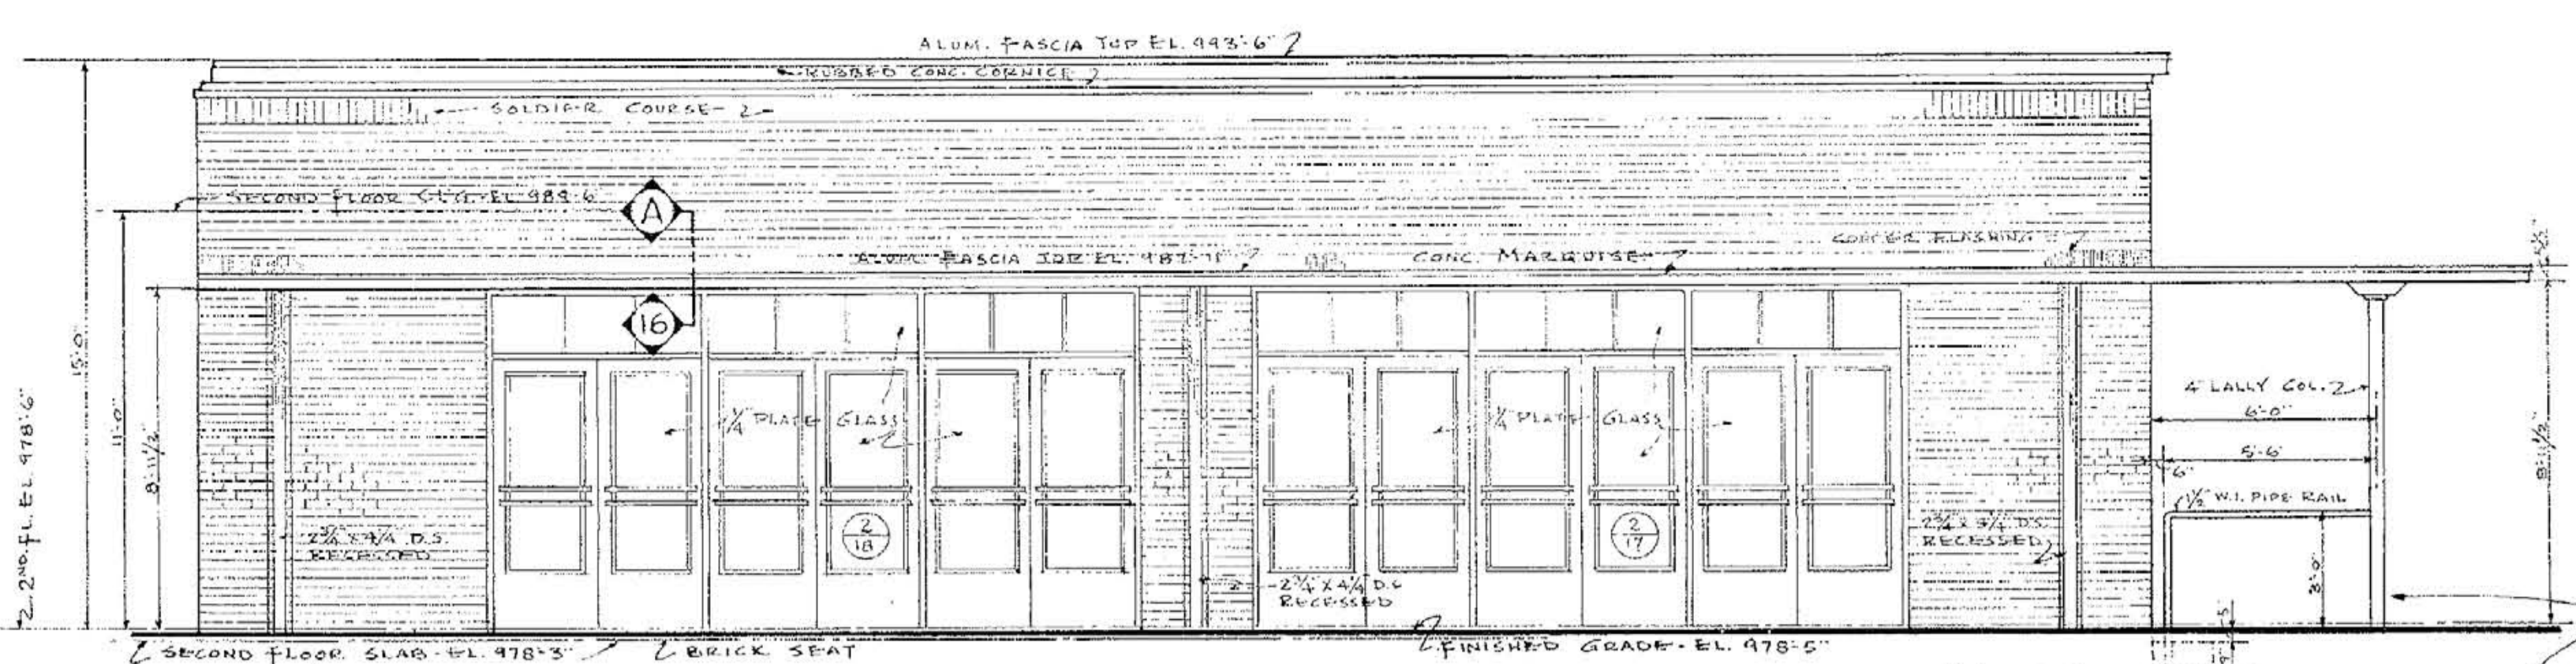 ALUM. FASCIA TOP EL. 993'-6"
RUBBED CONC. CORNICE
SOLDIER COURSE
SECOND FLOOR CLG. EL. 989'-6"
A
16
ALUM. FASCIA TOP EL. 987
CONC. MARQUISE
COPPER FLASHING
15'-0"
11'-0"
8'-11 1/2"
2ND FL. EL. 978'-6"
1/4" PLATE GLASS
1/4" PLATE GLASS
4" LALLY COL.
6'-0"
5'-6"
6"
1 1/2" W.I. PIPE RAIL
3'-0"
8'-11 1/2"
2 3/4 X 4 1/4 D.S.
RECESSED
2
18
2
17
2 3/4 X 4 1/4 D.S.
RECESSED
2 3/4 X 4 1/4 D.S.
RECESSED
SECOND FLOOR SLAB - EL. 978'-3"
BRICK SEAT
FINISHED GRADE - EL. 978'-5"